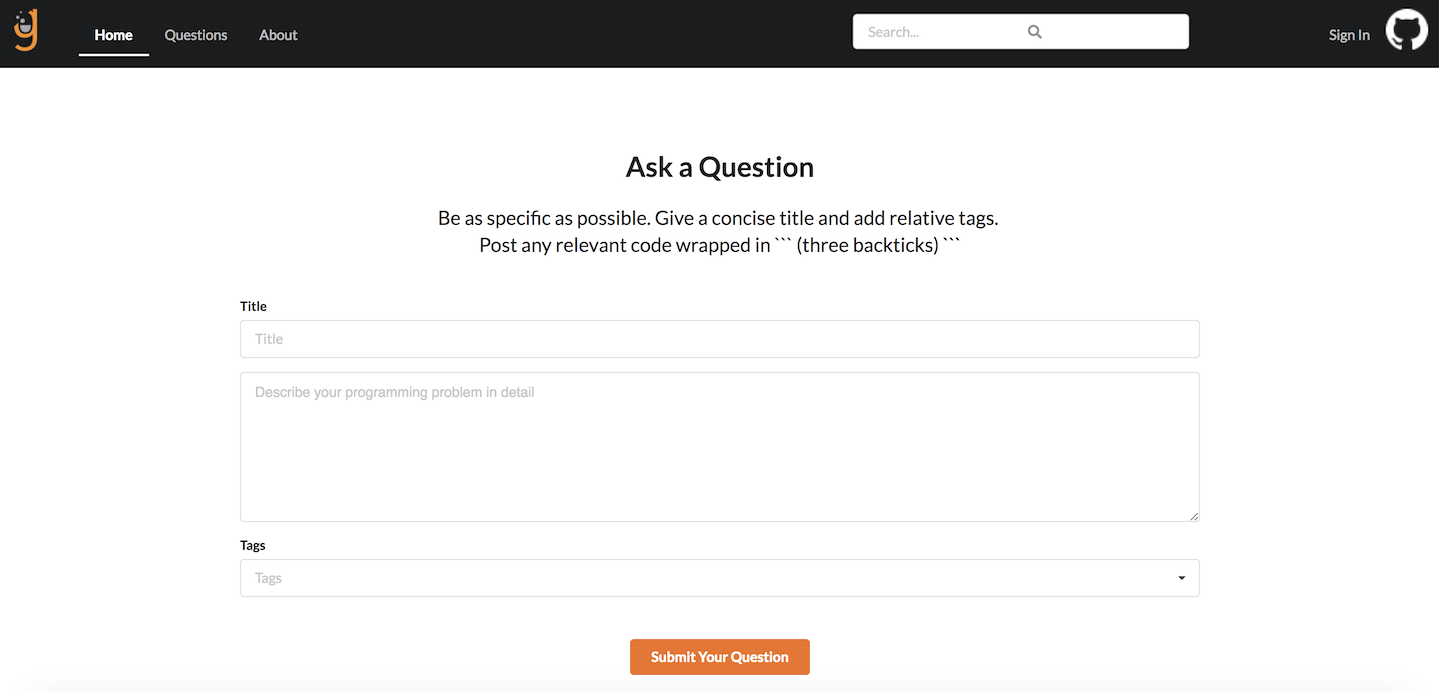 Home Questions About Search... Sign In
Ask a Question
Be as specific as possible. Give a concise title and add relative tags.
Post any relevant code wrapped in ``` (three backticks) ```
Title
Title
Describe your programming problem in detail
Tags
Tags
Submit Your Question